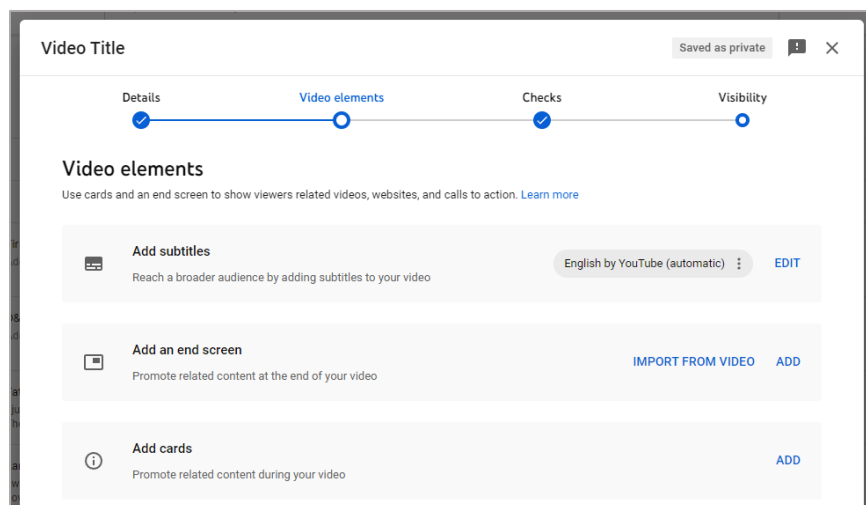 Video Title
Saved as private
Details
Video elements
Checks
Visibility
Video elements
Use cards and an end screen to show viewers related videos, websites, and calls to action. Learn more
Add subtitles
Reach a broader audience by adding subtitles to your video
English by YouTube (automatic)
EDIT
Add an end screen
Promote related content at the end of your video
IMPORT FROM VIDEO
ADD
Add cards
Promote related content during your video
ADD